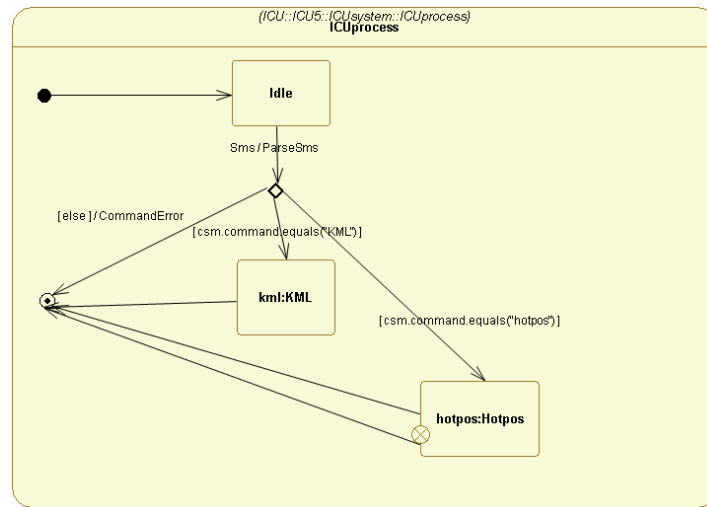 (ICU::ICU5::ICUsystem::ICUprocess)
ICUprocess
Idle
Sms/ParseSms
[else]/CommandError
[csm.command.equals("KML")]
kml:KML
[csm.command.equals("hotpos")]
hotpos:Hotpos